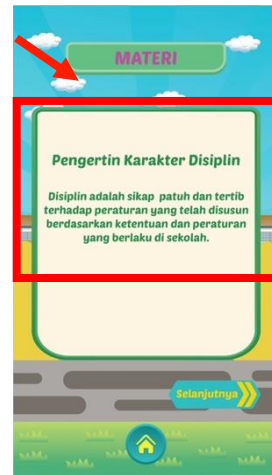 MATERI
Pengertin Karakter Disiplin
Disiplin adalah sikap patuh dan tertib
terhadap peraturan yang telah disusun
berdasarkan ketentuan dan peraturan
yang berlaku di sekolah.
Selanjutnya